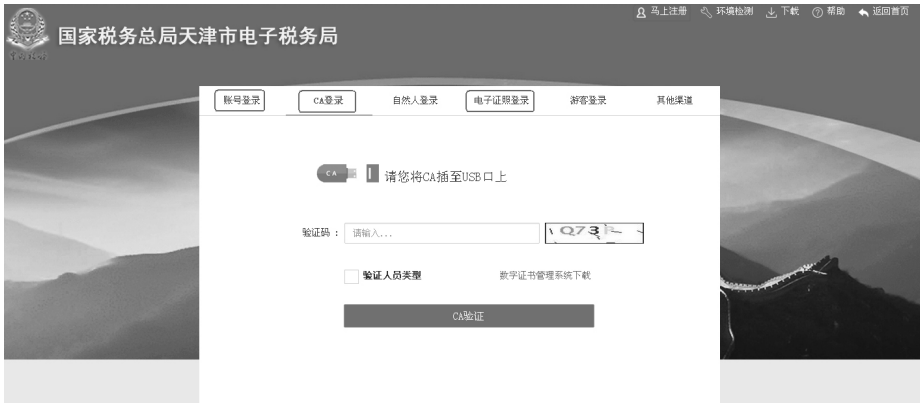 马上注册 环境检测 下载 帮助 返回首页
国家税务总局天津市电子税务局
账号登录 CA登录 自然人登录 电子证照登录 游客登录 其他渠道
CA 请您将CA插至USB口上
验证码： 请输入... Q73
验证人员类型 数字证书管理系统下载
CA验证